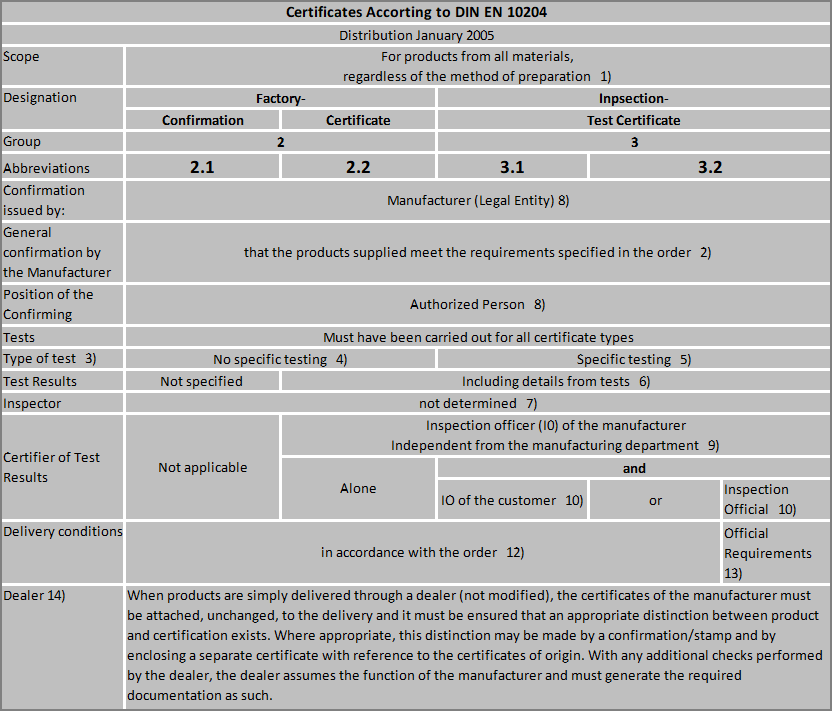 Certificates Accorting to DIN EN 10204
Distribution January 2005
Scope
For products from all materials,
regardless of the method of preparation 1)
Designation
Factory-
Inpsection-
Confirmation
Certificate
Test Certificate
Group
2
3
Abbreviations
2.1
2.2
3.1
3.2
Confirmation
issued by:
Manufacturer (Legal Entity) 8)
General
confirmation by
the Manufacturer
that the products supplied meet the requirements specified in the order 2)
Position of the
Confirming
Authorized Person 8)
Tests
Must have been carried out for all certificate types
Type of test 3)
No specific testing 4)
Specific testing 5)
Test Results
Not specified
Including details from tests 6)
Inspector
not determined 7)
Certifier of Test
Results
Not applicable
Inspection officer (I0) of the manufacturer
Independent from the manufacturing department 9)
Alone
and
IO of the customer 10)
or
Inspection
Official 10)
Delivery conditions
in accordance with the order 12)
Official
Requirements
13)
Dealer 14)
When products are simply delivered through a dealer (not modified), the certificates of the manufacturer must
be attached, unchanged, to the delivery and it must be ensured that an appropriate distinction between product
and certification exists. Where appropriate, this distinction may be made by a confirmation/stamp and by
enclosing a separate certificate with reference to the certificates of origin. With any additional checks performed
by the dealer, the dealer assumes the function of the manufacturer and must generate the required
documentation as such.